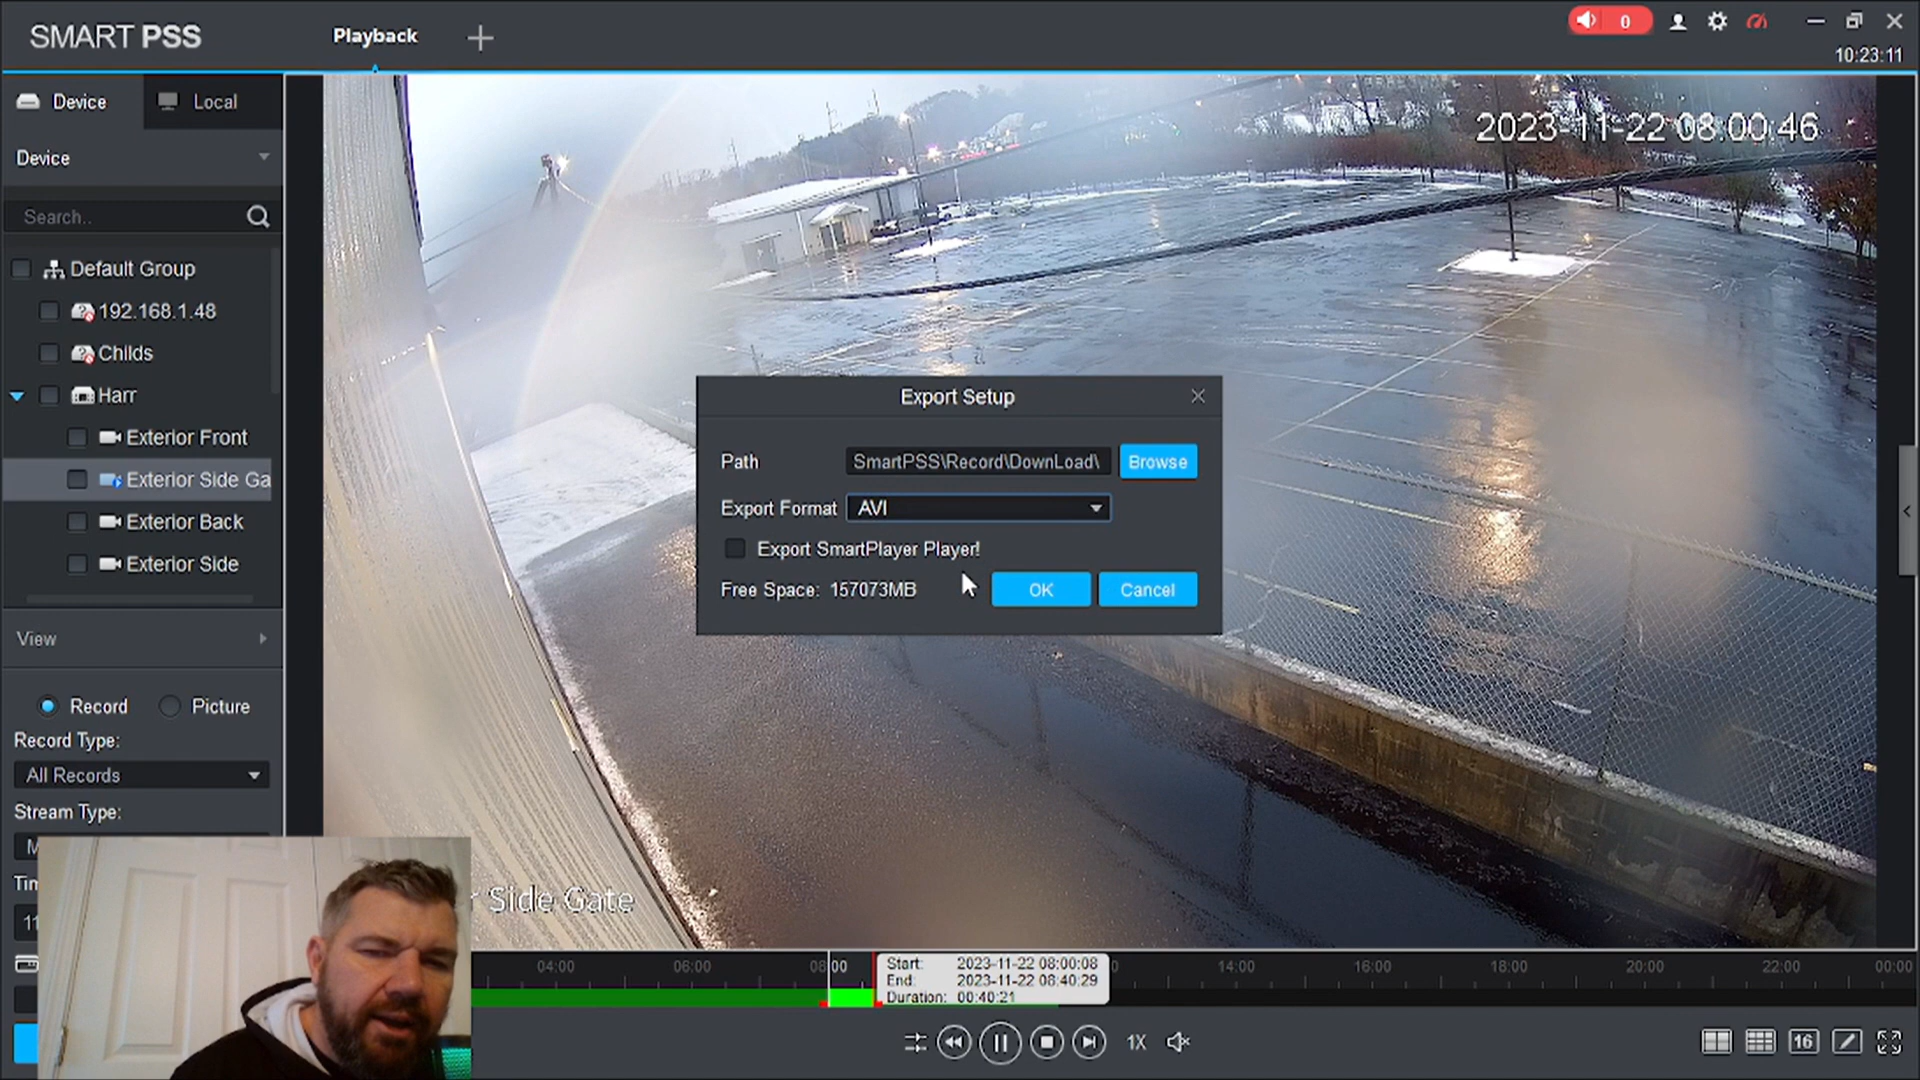 SMART PSS
Playback
0
10:23:11
Device
Local
Device
Search..
Default Group
192.168.1.48
Childs
Harr
Exterior Front
Exterior Side Ga
Exterior Back
Exterior Side
View
Record
Picture
Record Type:
All Records
Stream Type:
M
Tim
11
2023-11-22 08:00:46
Export Setup
Path
SmartPSS\Record\DownLoad\
Browse
Export Format
AVI
Export SmartPlayer Player!
Free Space: 157073MB
OK
Cancel
Side Gate
04:00
06:00
08:00
14:00
16:00
18:00
20:00
22:00
00:00
Start: 2023-11-22 08:00:08
End: 2023-11-22 08:40:29
Duration: 00:40:21
1X
16